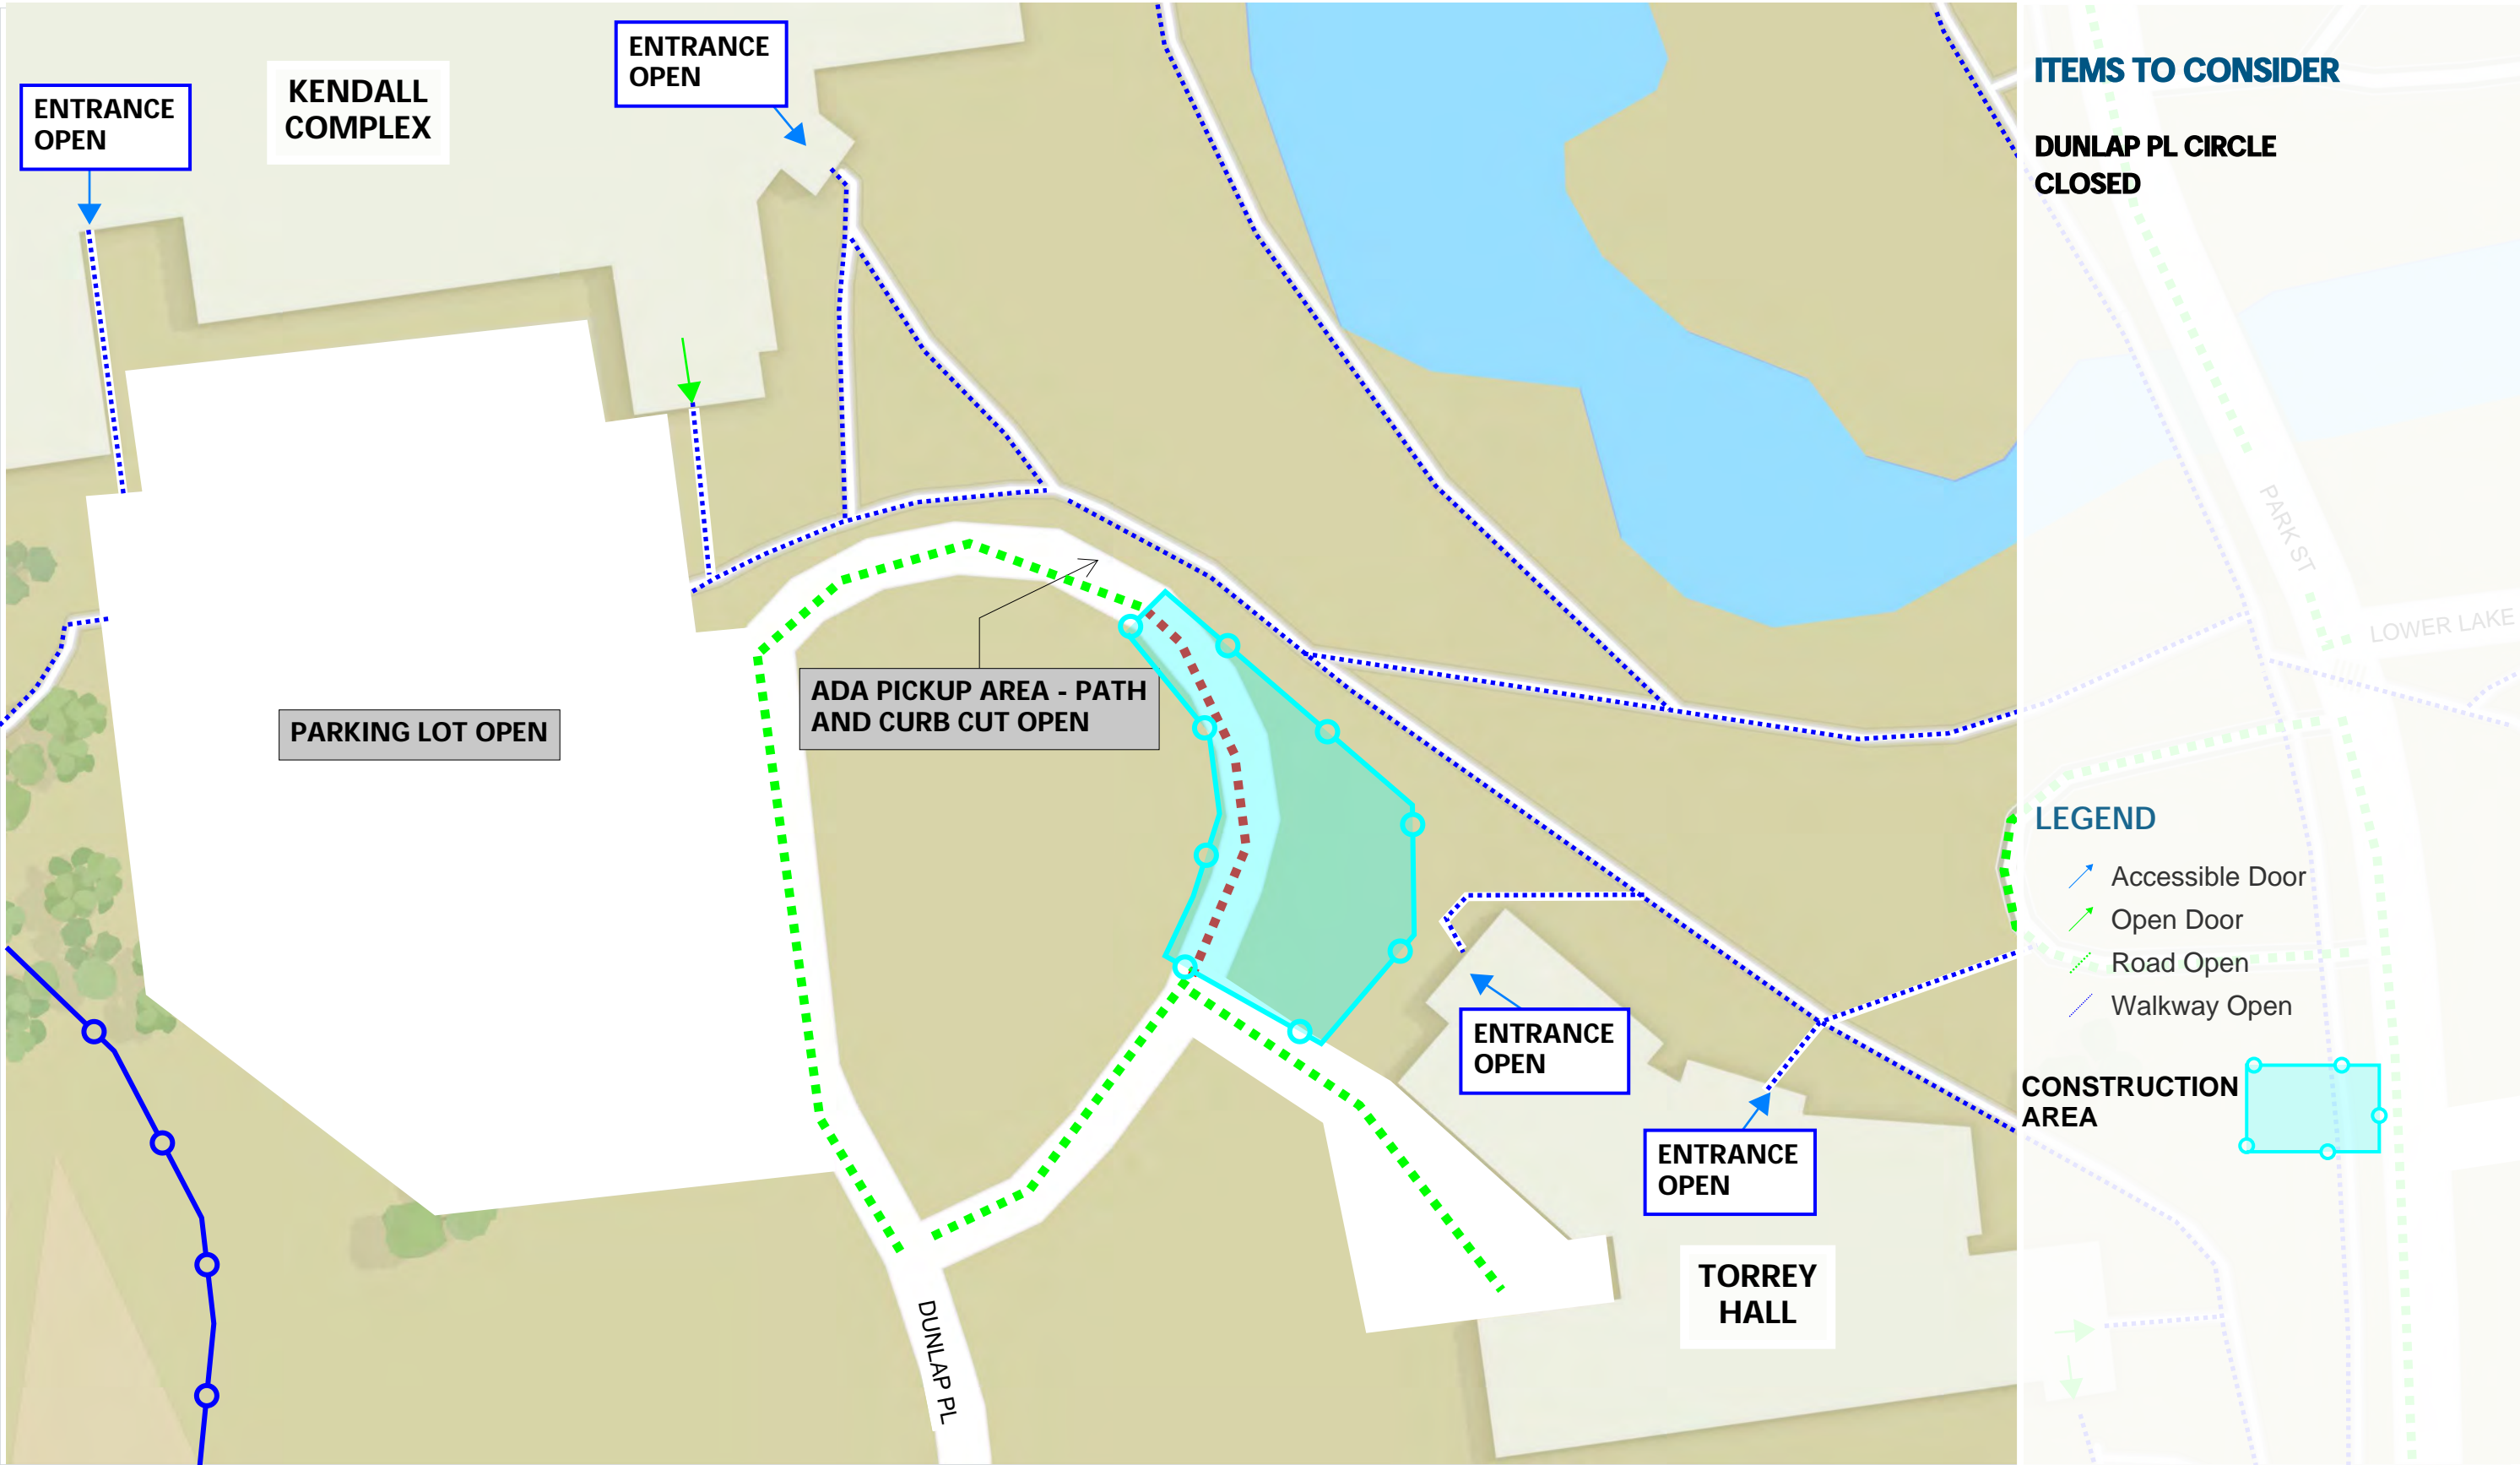 ENTRANCE
OPEN
KENDALL
COMPLEX
ENTRANCE
OPEN
ITEMS TO CONSIDER
DUNLAP PL CIRCLE
CLOSED
PARK ST
LOWER LAKE
ADA PICKUP AREA - PATH
AND CURB CUT OPEN
PARKING LOT OPEN
LEGEND
Accessible Door
Open Door
Road Open
Walkway Open
CONSTRUCTION
AREA
ENTRANCE
OPEN
ENTRANCE
OPEN
TORREY
HALL
DUNLAP PL